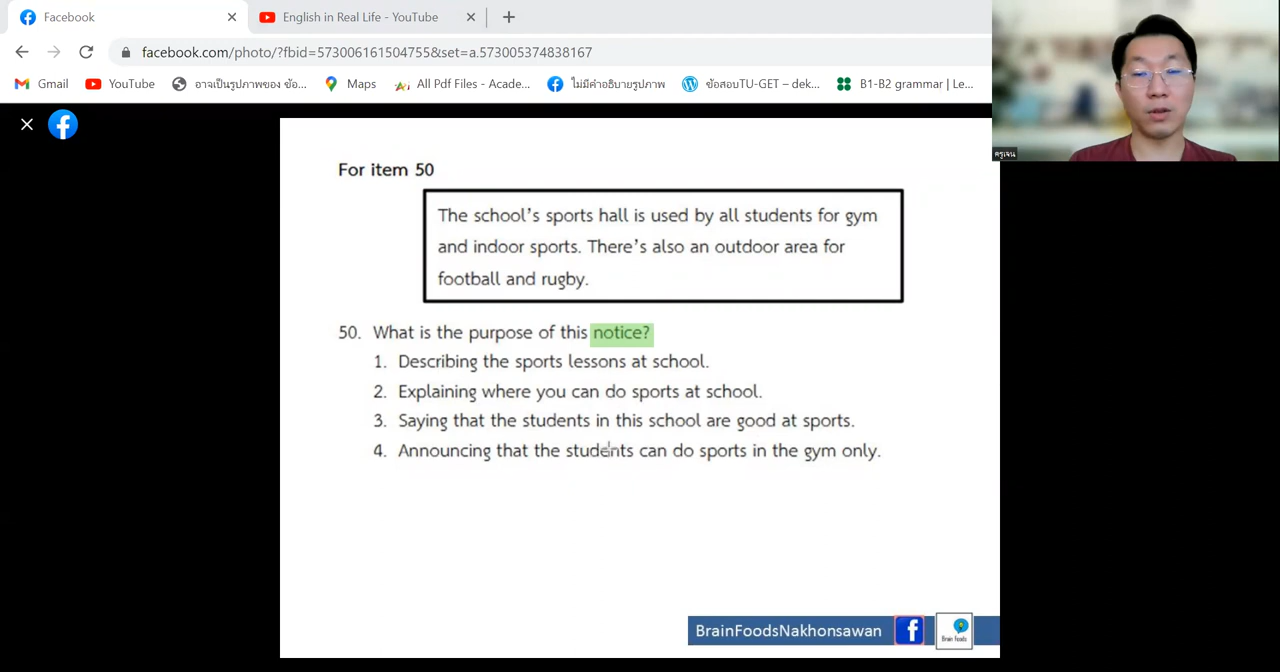 Facebook
English in Real Life - YouTube
facebook.com/photo/?fbid=573006161504755&set=a.573005374838167
Gmail
YouTube
อาจเป็นรูปภาพของ ข้อ...
Maps
All Pdf Files - Acade...
ไม่มีคำอธิบายรูปภาพ
ข้อสอบTU-GET – dek...
B1-B2 grammar | Le...
ครูเจน
For item 50
The school's sports hall is used by all students for gym
and indoor sports. There's also an outdoor area for
football and rugby.
50. What is the purpose of this notice?
1. Describing the sports lessons at school.
2. Explaining where you can do sports at school.
3. Saying that the students in this school are good at sports.
4. Announcing that the students can do sports in the gym only.
BrainFoodsNakhonsawan
Brain Foods